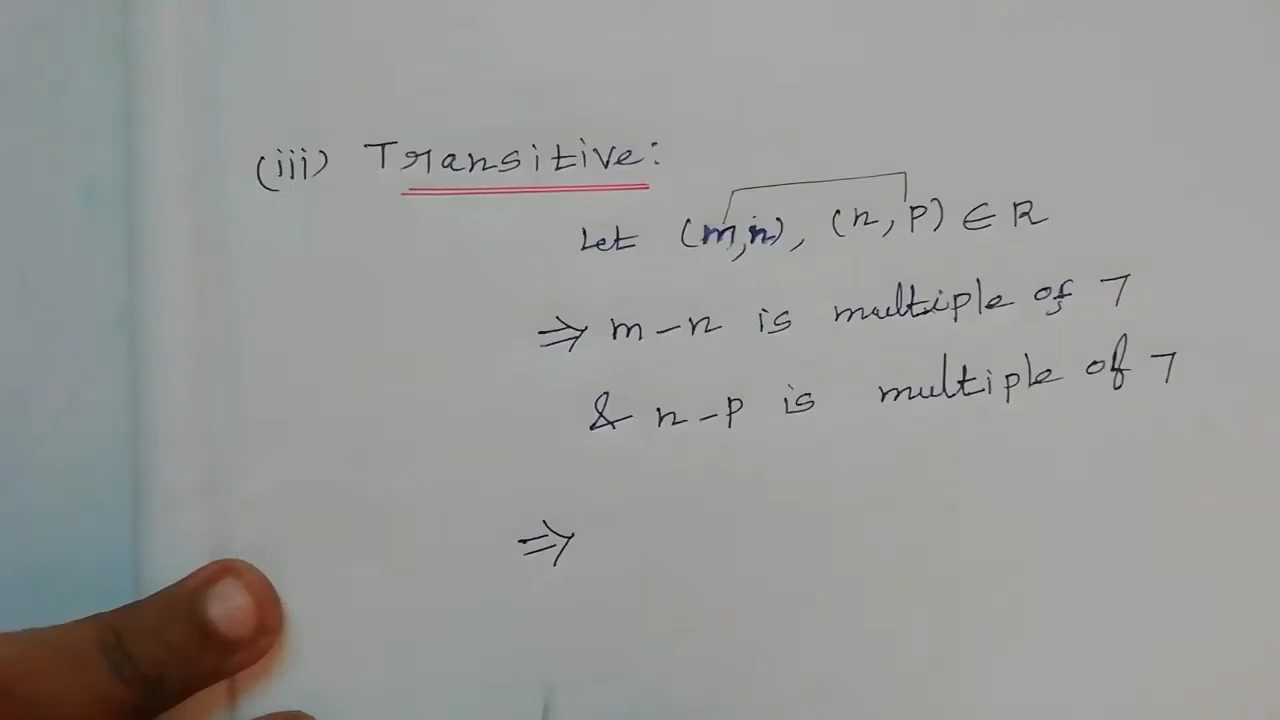 (iii) Transitive:
Let (m,n), (n,p) ∈ R
⇒ m-n is multiple of 7
& n-p is multiple of 7
⇒